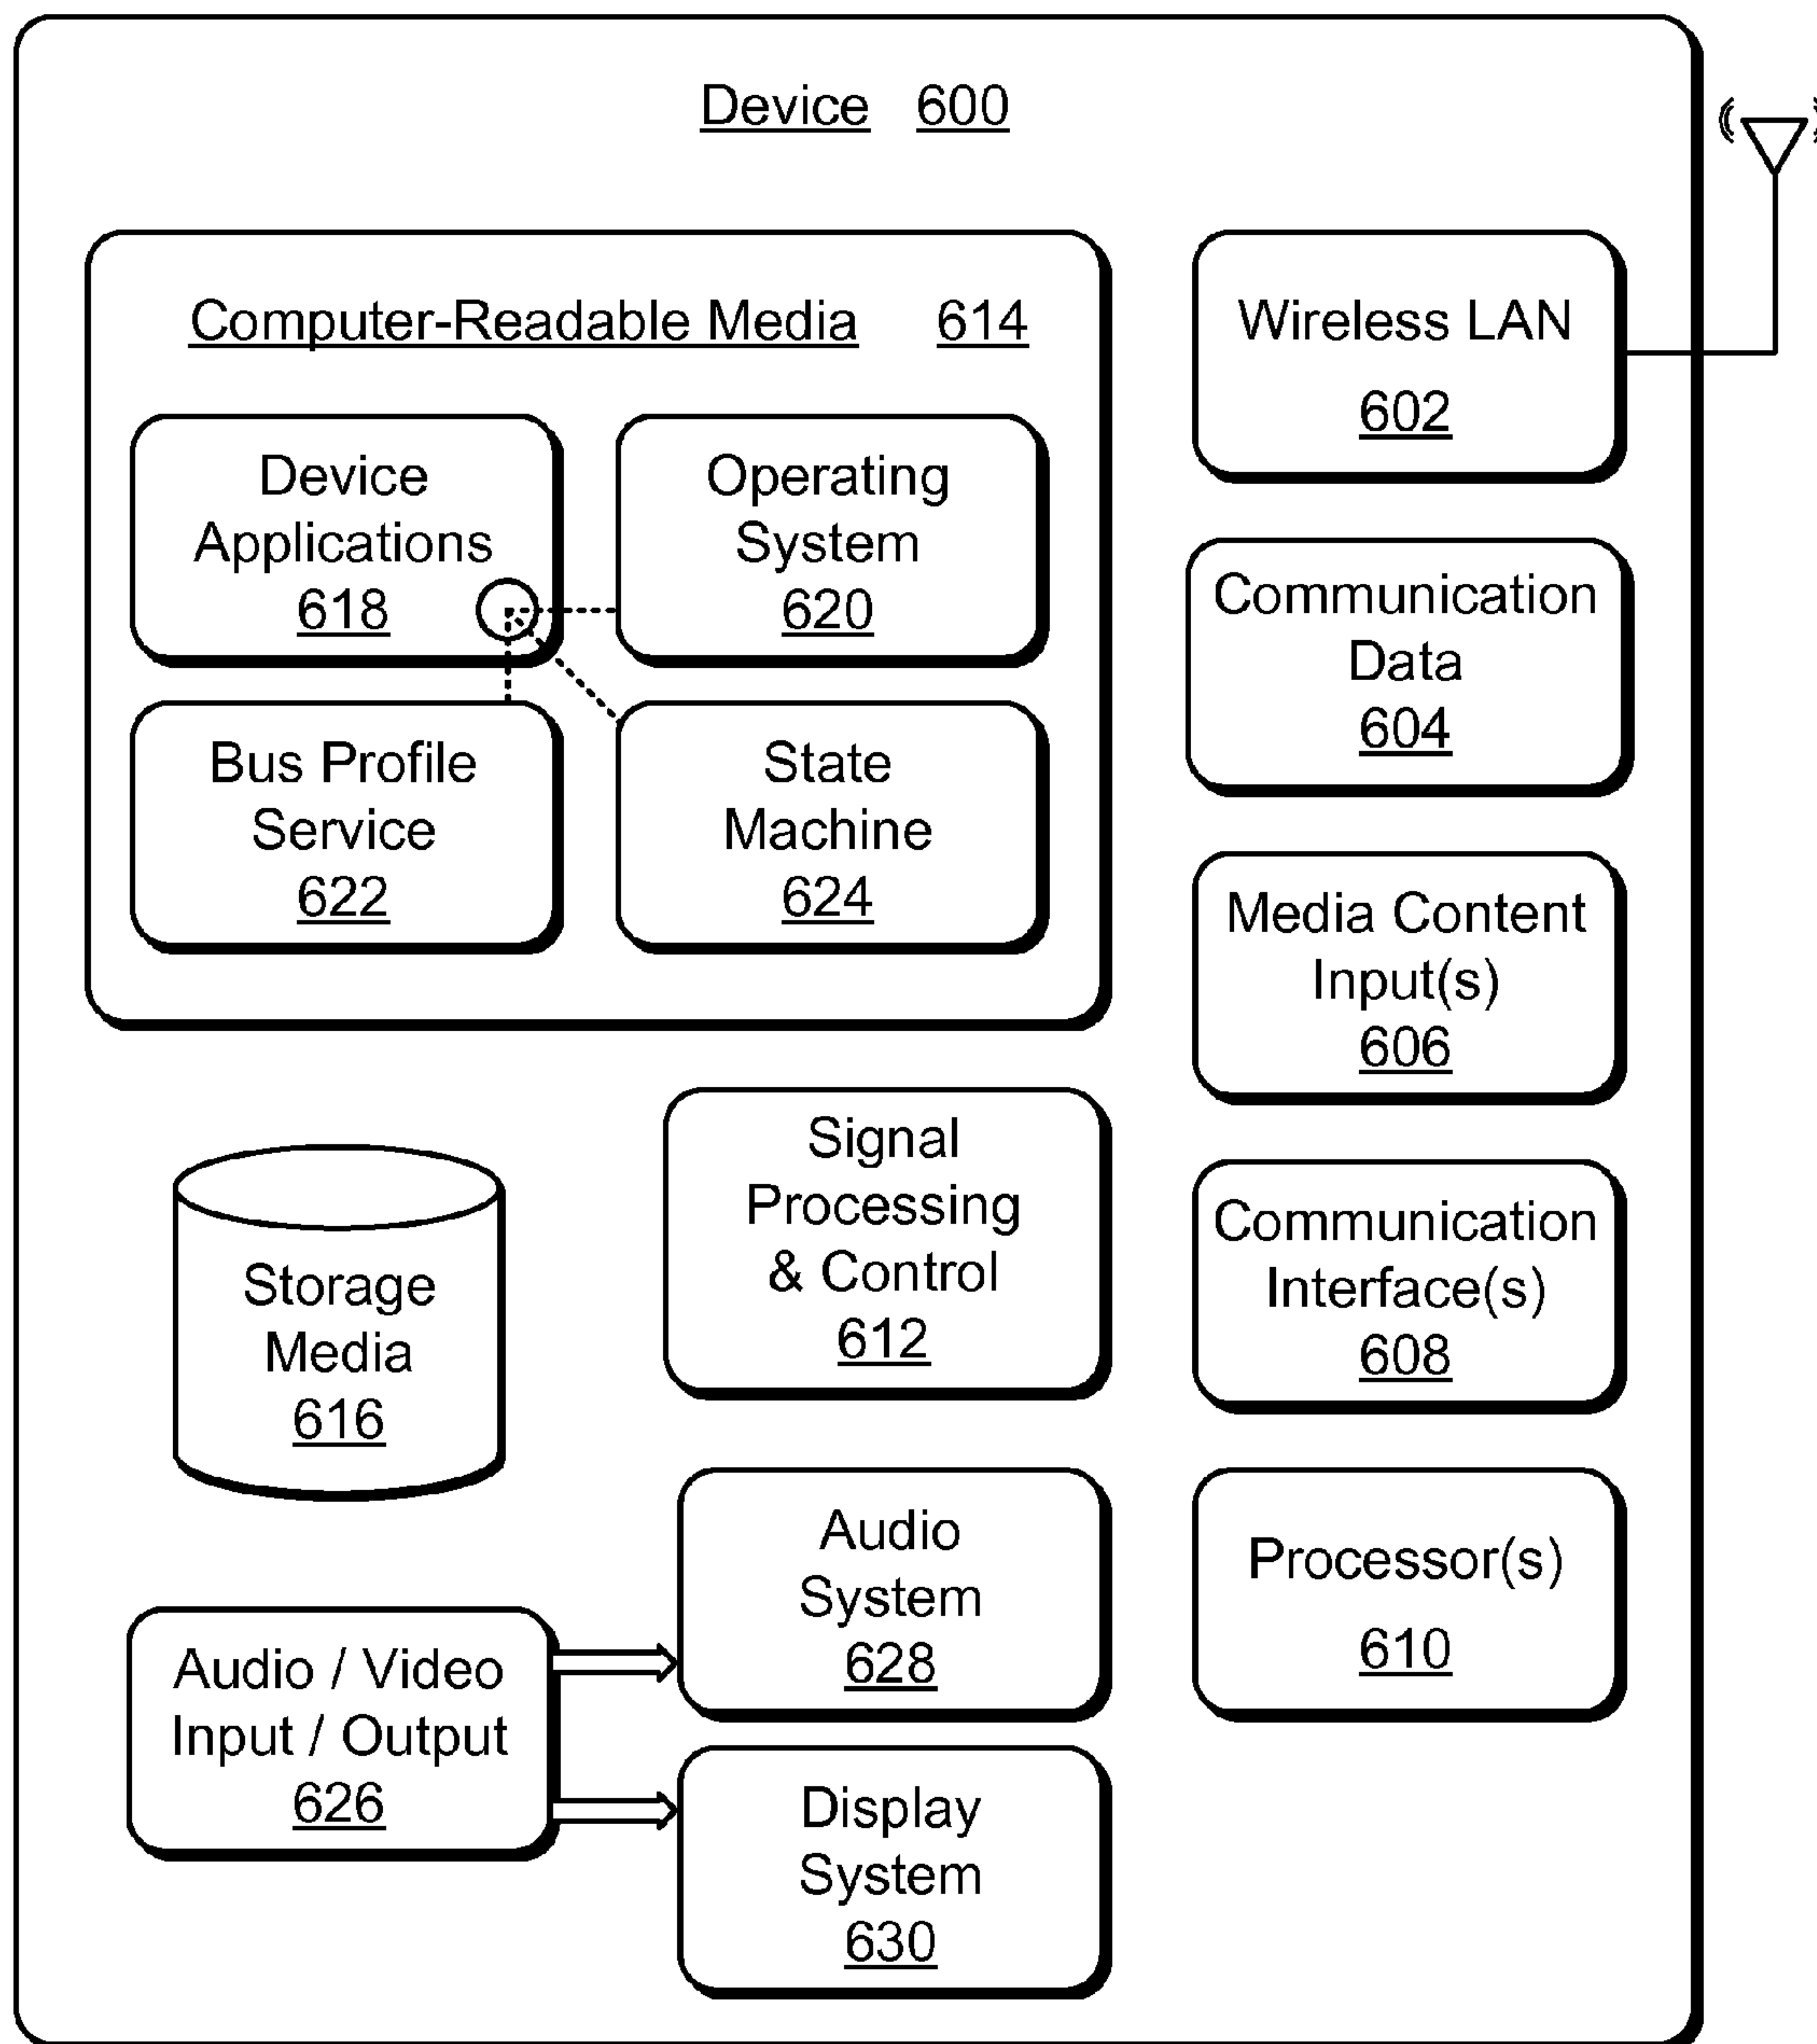 Device 600
Computer-Readable Media 614
Device
Applications
618
Operating
System
620
Bus Profile
Service
622
State
Machine
624
Wireless LAN
602
Communication
Data
604
Media Content
Input(s)
606
Communication
Interface(s)
608
Processor(s)
610
Signal
Processing
& Control
612
Storage
Media
616
Audio / Video
Input / Output
626
Audio
System
628
Display
System
630